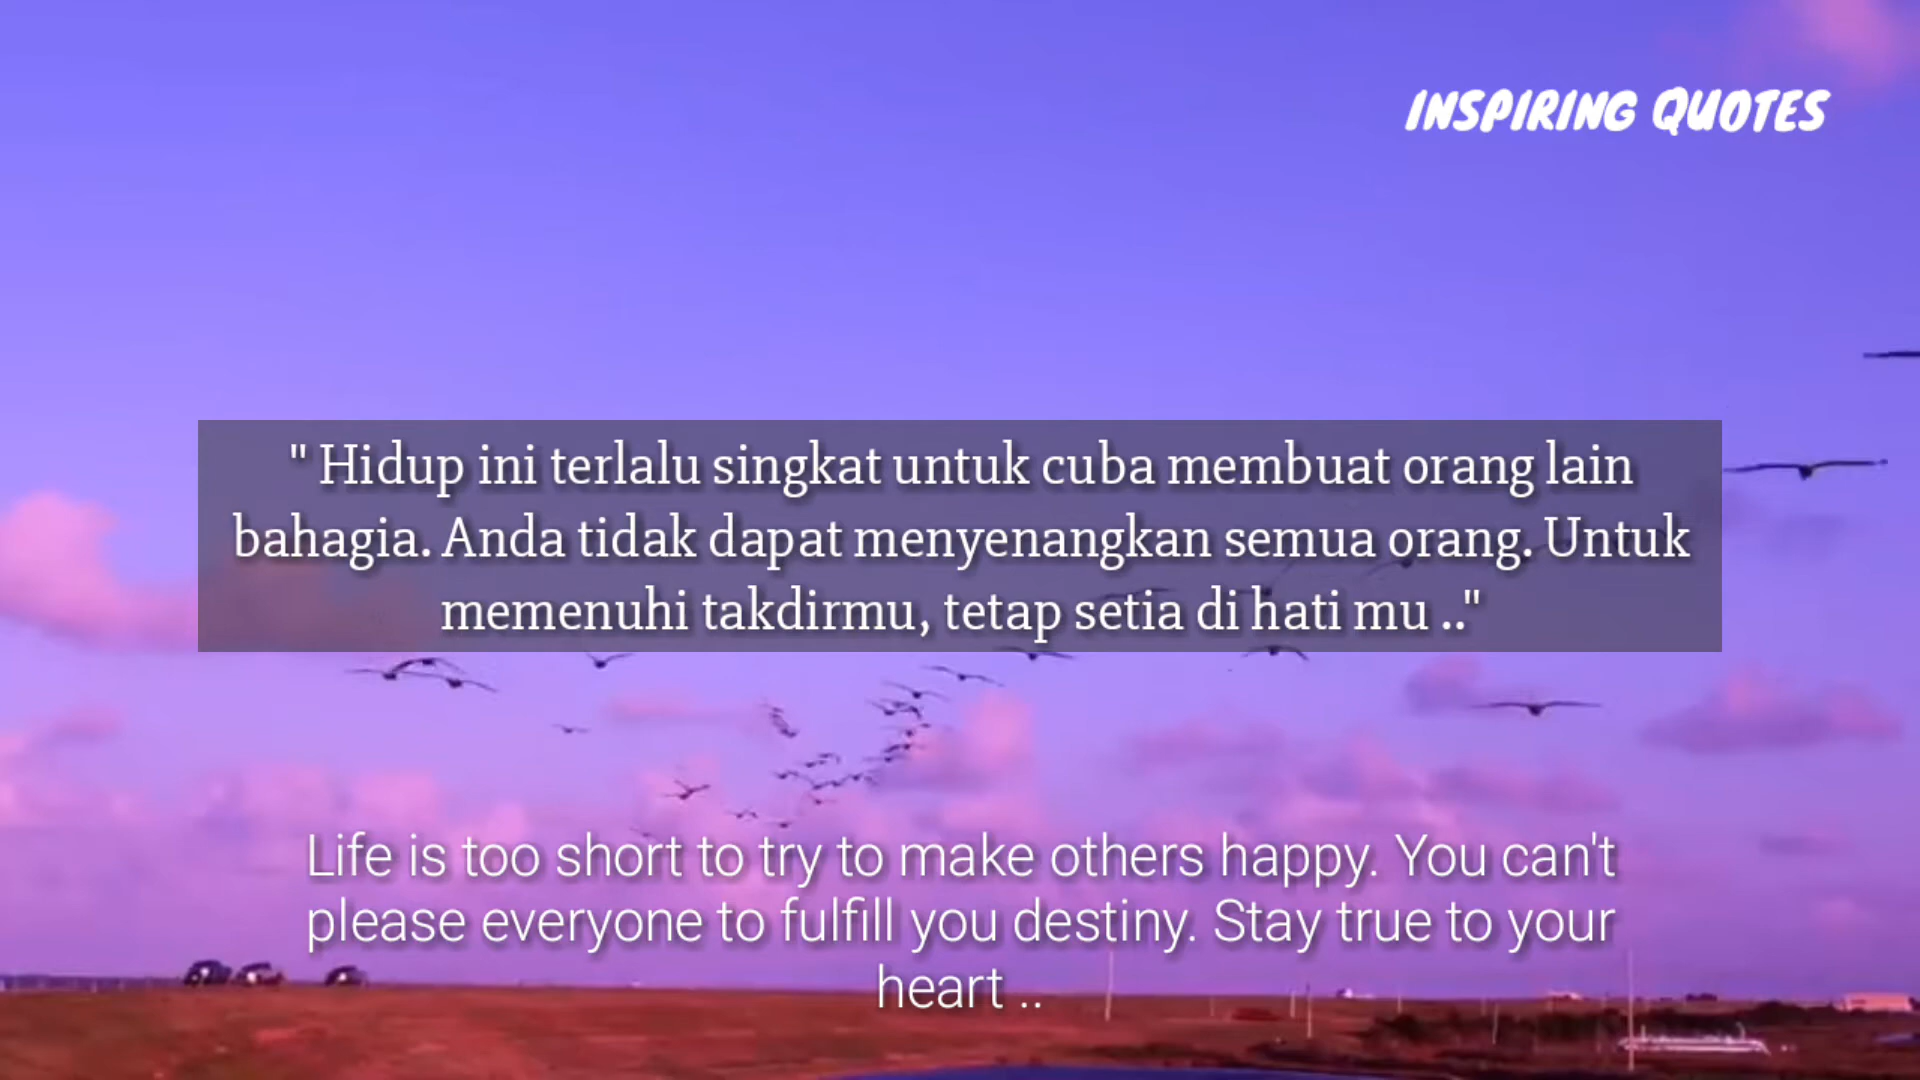 INSPIRING QUOTES
" Hidup ini terlalu singkat untuk cuba membuat orang lain
bahagia. Anda tidak dapat menyenangkan semua orang. Untuk
memenuhi takdirmu, tetap setia di hati mu .."
Life is too short to try to make others happy. You can't
please everyone to fulfill you destiny. Stay true to your
heart ..